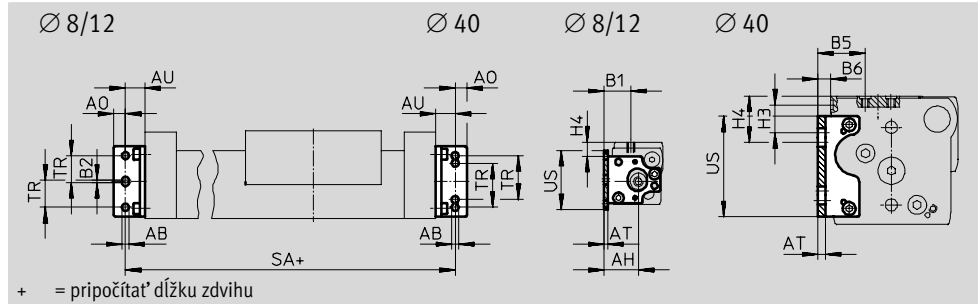 ∅ 8/12 ∅ 40 ∅ 8/12 ∅ 40
AU AO B5
AO AU B1 B6
H4 H4 H3
TR B2 TR TR US US
TR
AB AB AT
SA+ AH AT
+ = pripočítať dĺžku zdvihu